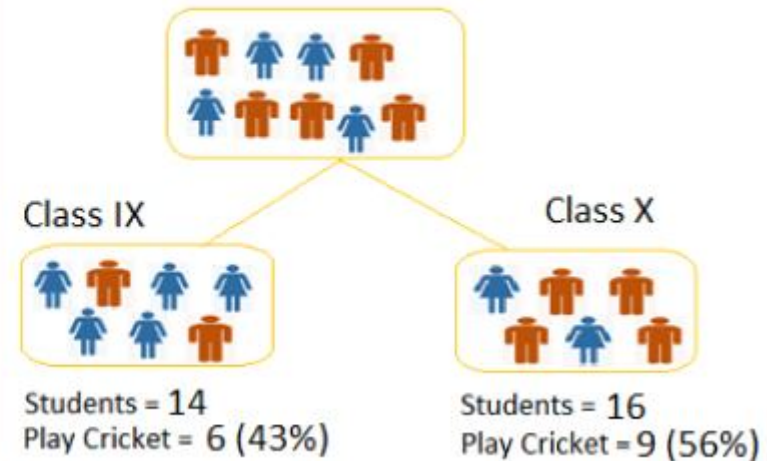 Class IX
Class X
Students = 14
Play Cricket = 6 (43%)
Students = 16
Play Cricket = 9 (56%)